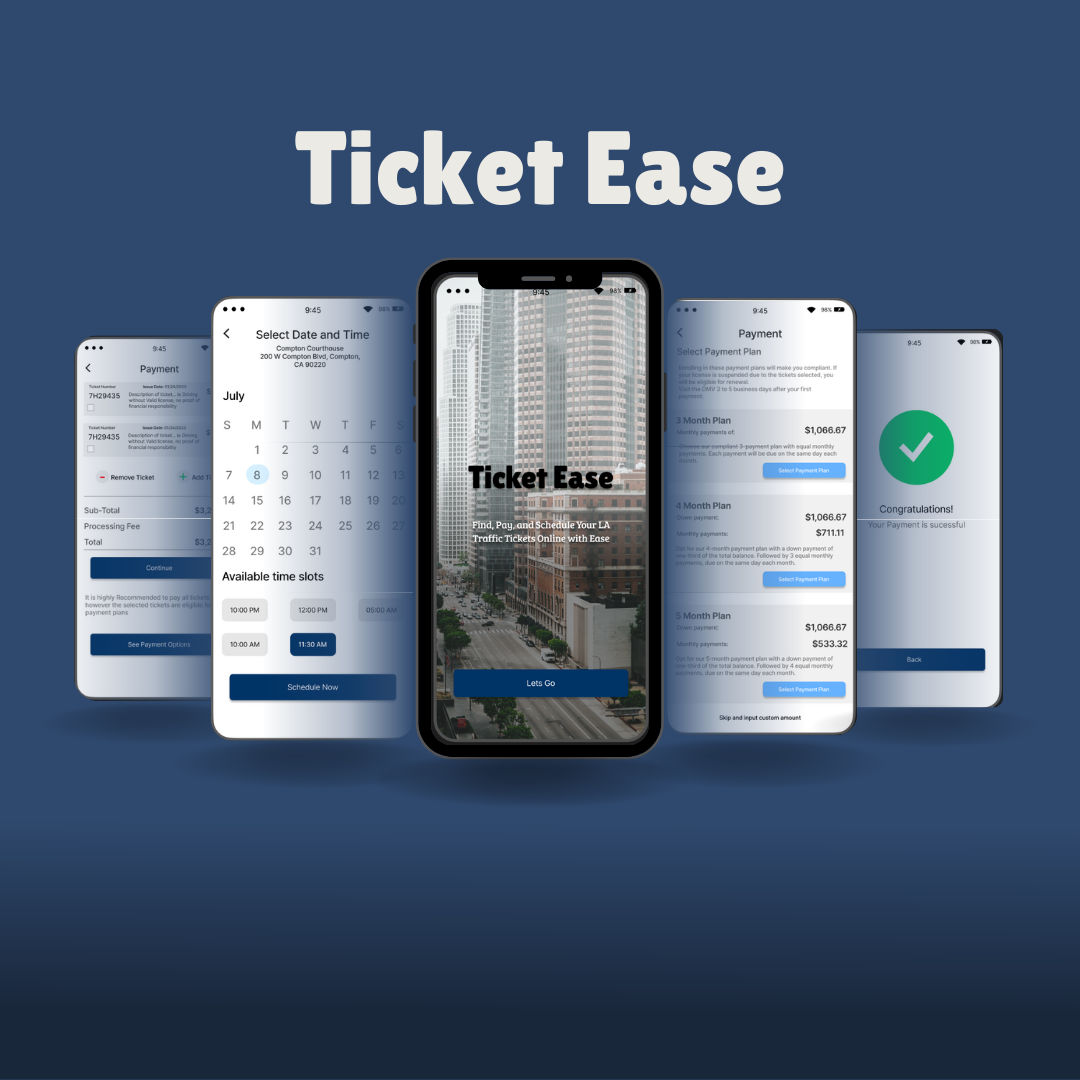 Ticket Ease
9:45
Payment
Ticket Number
Issue Date: 01/24/2022
7H29435
Description of ticket... ie Driving
without Valid license, no proof of
financial responsibility
Ticket Number
7H29435
Description of ticket... ie Driving
without Valid license, no proof of
financial responsibility
Remove Ticket
Add
Sub-Total
$3,2
Processing Fee
Total
$3,2
Continue
It is highly Recommended to pay all
however the selected tickets are eligible
payment plans
See Payment Options
9:45
98%
Select Date and Time
Compton Courthouse
200 W Compton Blvd, Compton,
CA 90220
July
S M T W T F S
1 2 3 4 5 6
7 8 9 10 11 12 13
14 15 16 17 18 19 20
21 22 23 24 25 26 27
28 29 30 31
Available time slots
10:00 PM 12:00 PM 05:00 AM
10:00 AM 11:30 AM
Schedule Now
9:45
98%
Ticket Ease
Find, Pay, and Schedule Your LA
Traffic Tickets Online with Ease
Lets Go
9:45
98%
Payment
Select Payment Plan
Enrolling in these payment plans will make you compliant. If
your license is suspended due to the tickets selected, you
will be eligible for renewal.
Visit the DMV 2 to 5 business days after your first
payment.
3 Month Plan
Monthly payments of:
$1,066.67
Choose our compliant 3-payment plan with equal monthly
payments. Each payment will be due on the same day each
month.
Select Payment Plan
4 Month Plan
Down payment:
$1,066.67
Monthly payments:
$711.11
Opt for our 4-month payment plan with a down payment of
one-third of the total balance. Followed by 3 equal monthly
payments, due on the same day each month.
Select Payment Plan
5 Month Plan
Down payment:
$1,066.67
Monthly payments:
$533.32
Opt for our 5-month payment plan with a down payment of
one-third of the total balance. Followed by 4 equal monthly
payments, due on the same day each month.
Select Payment Plan
Skip and input custom amount
9:45
98%
Congratulations!
Your Payment is sucessful
Back